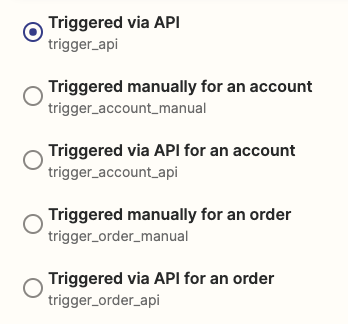 Triggered via API
trigger_api
Triggered manually for an account
trigger_account_manual
Triggered via API for an account
trigger_account_api
Triggered manually for an order
trigger_order_manual
Triggered via API for an order
trigger_order_api